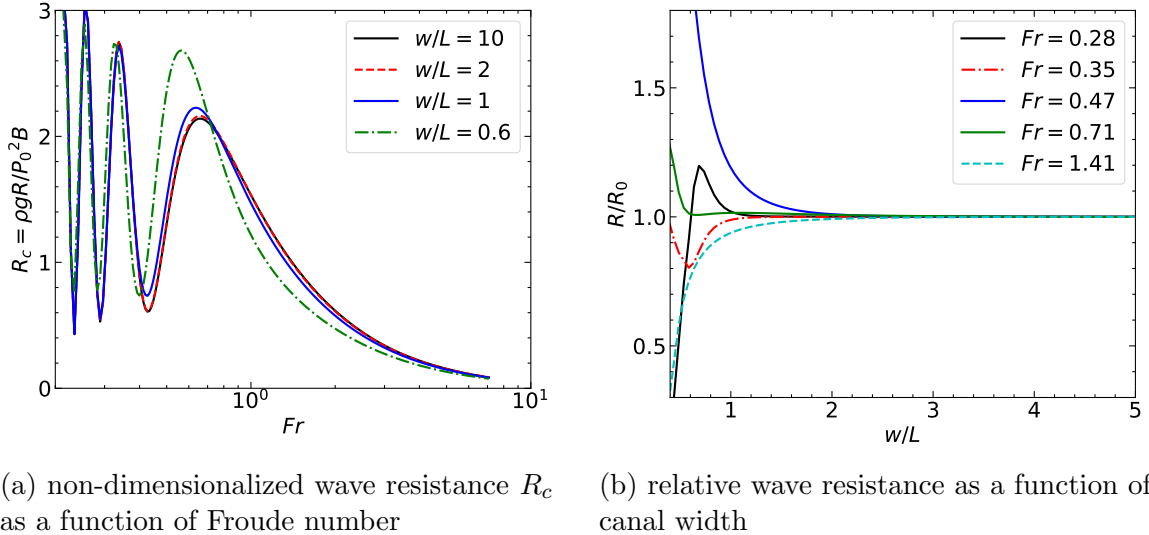 3
2
1
0
R_c = ρgR/P_0^2B
w/L = 10
w/L = 2
w/L = 1
w/L = 0.6
10^0
10^1
Fr
1.5
1.0
0.5
R/R_0
Fr = 0.28
Fr = 0.35
Fr = 0.47
Fr = 0.71
Fr = 1.41
1 2 3 4 5
w/L
(a) non-dimensionalized wave resistance R_c
as a function of Froude number
(b) relative wave resistance as a function of
canal width